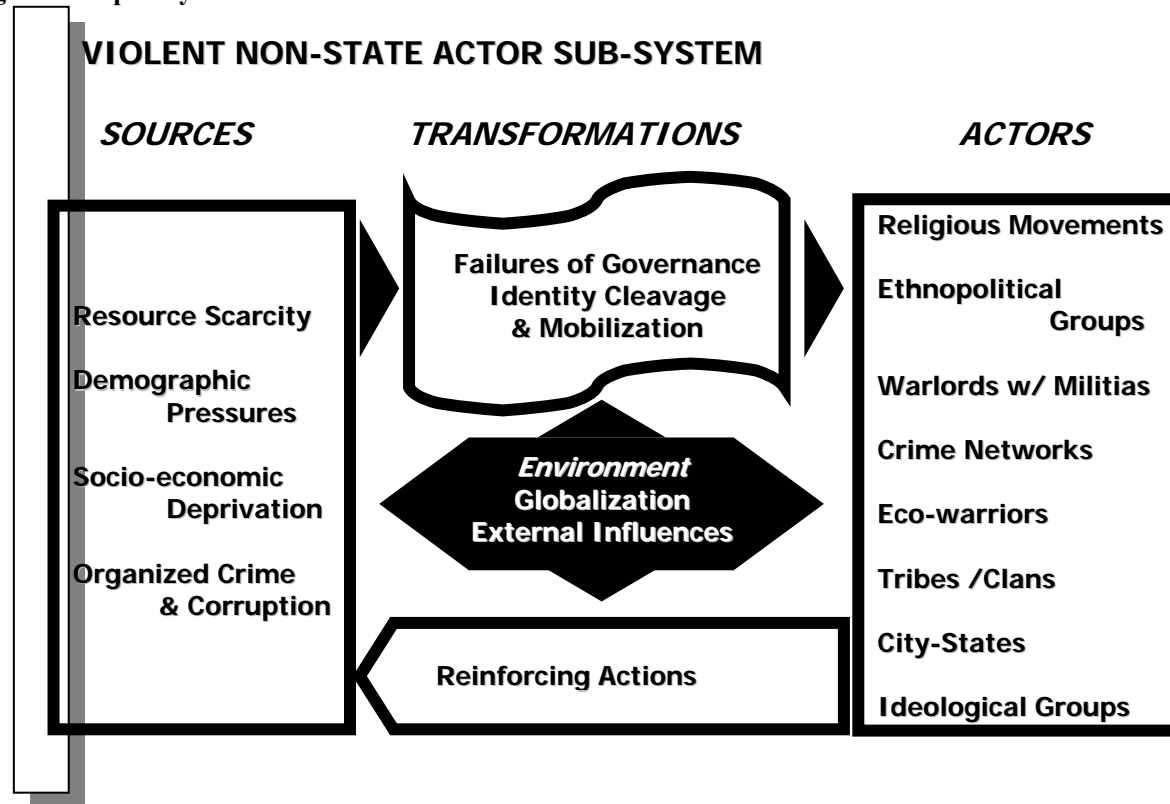 VIOLENT NON-STATE ACTOR SUB-SYSTEM
SOURCES
TRANSFORMATIONS
ACTORS
Resource Scarcity
Demographic
Pressures
Socio-economic
Deprivation
Organized Crime
& Corruption
Failures of Governance
Identity Cleavage
& Mobilization
Environment
Globalization
External Influences
Reinforcing Actions
Religious Movements
Ethnopolitical
Groups
Warlords w/ Militias
Crime Networks
Eco-warriors
Tribes /Clans
City-States
Ideological Groups